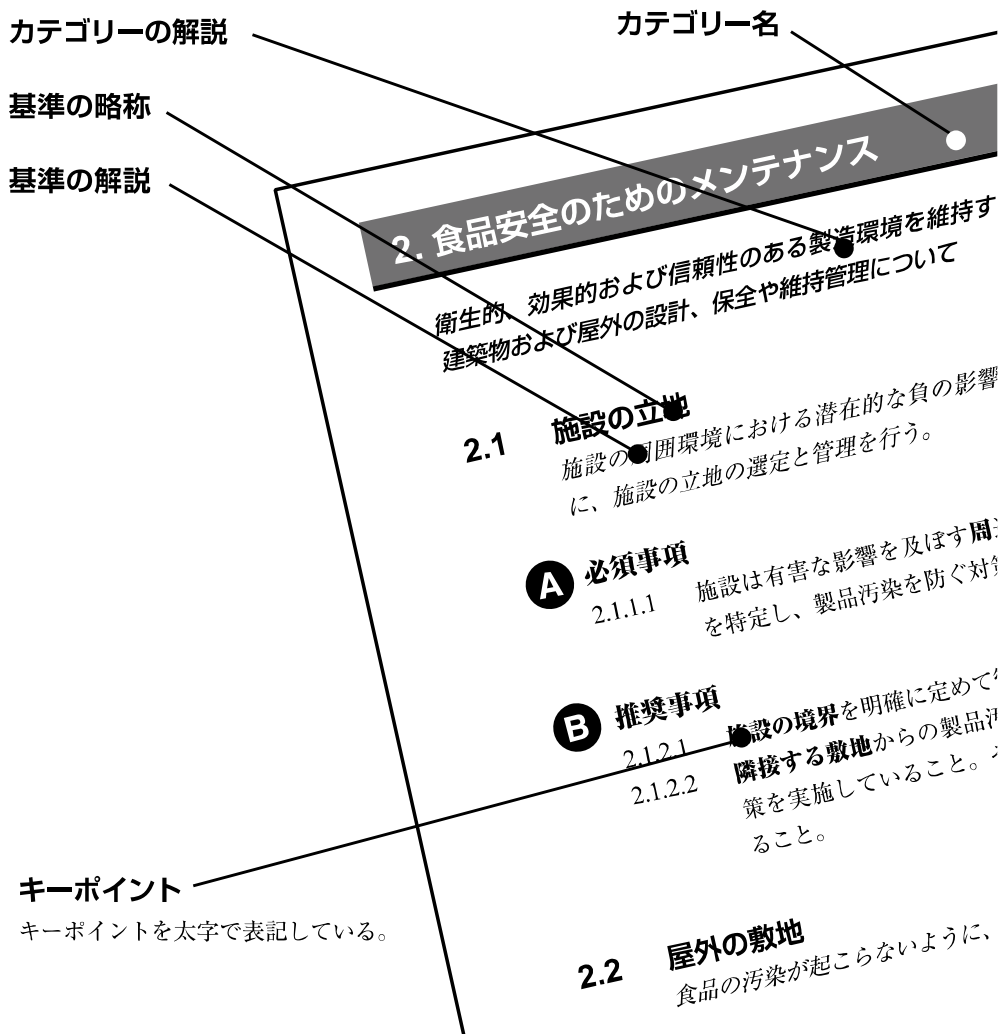 カテゴリーの解説
カテゴリー名
基準の略称
基準の解説
2. 食品安全のためのメンテナンス
衛生的、効果的および信頼性のある製造環境を維持す
建築物および屋外の設計、保全や維持管理について
2.1 施設の立地
施設の周囲環境における潜在的な負の影響
に、施設の立地の選定と管理を行う。
A 必須事項
2.1.1.1 施設は有害な影響を及ぼす周
を特定し、製品汚染を防ぐ対策
B 推奨事項
2.1.2.1 施設の境界を明確に定めて
2.1.2.2 隣接する敷地からの製品汚
策を実施していること。
ること。
キーポイント
キーポイントを太字で表記している。
2.2 屋外の敷地
食品の汚染が起こらないように、